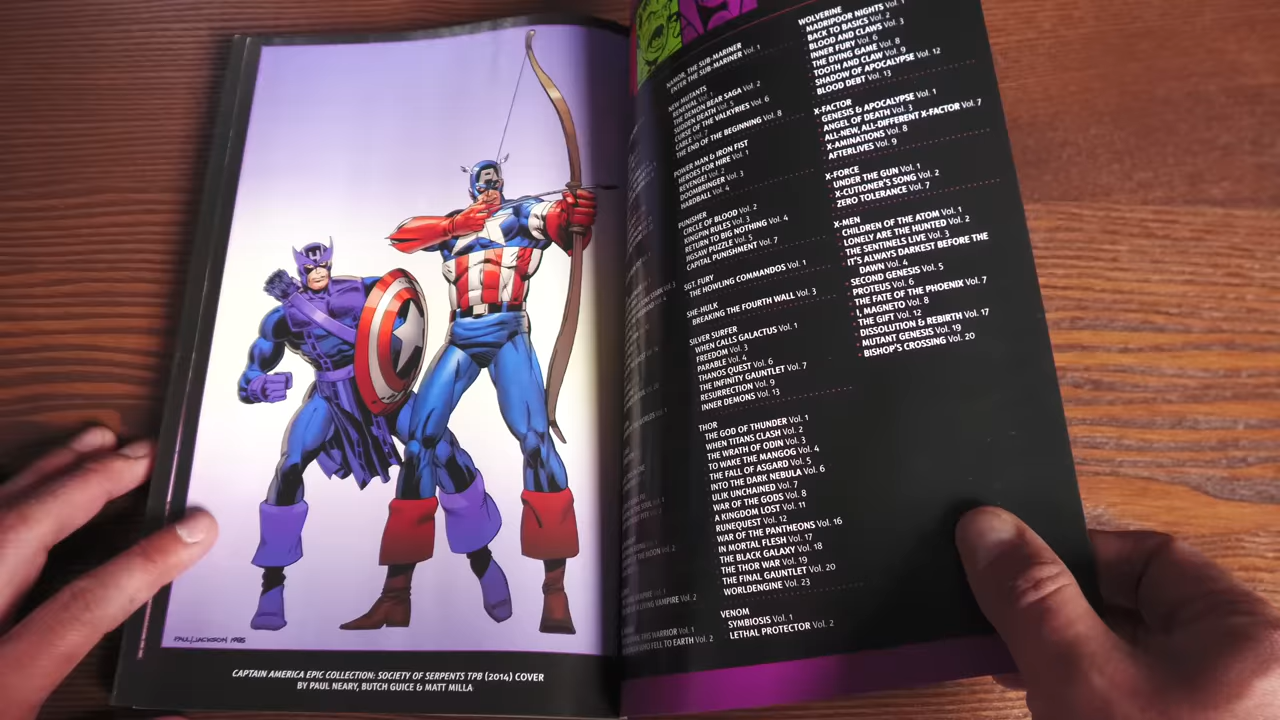 PAUL/JACKSON 1985
CAPTAIN AMERICA EPIC COLLECTION: SOCIETY OF SERPENTS TPB (2014) COVER
BY PAUL NEARY, BUTCH GUICE & MATT MILLA
NAMOR, THE SUB-MARINER
ENTER THE SUB-MARINER Vol. 1
NEW MUTANTS
RENEWAL Vol. 1
THE DEMON BEAR SAGA Vol. 2
SUDDEN DEATH Vol. 5
CURSE OF THE VALKYRIES Vol. 6
CABLE Vol. 7
THE END OF THE BEGINNING Vol. 8
POWER MAN & IRON FIST
HEROES FOR HIRE Vol. 1
REVENGE! Vol. 2
DOOMBRINGER Vol. 3
HARDBALL Vol. 4
PUNISHER
CIRCLE OF BLOOD Vol. 2
KINGPIN RULES Vol. 3
RETURN TO BIG NOTHING Vol. 4
JIGSAW PUZZLE Vol. 5
CAPITAL PUNISHMENT Vol. 7
SGT. FURY
THE HOWLING COMMANDOS Vol. 1
SHE-HULK
BREAKING THE FOURTH WALL Vol. 3
SILVER SURFER
WHEN CALLS GALACTUS Vol. 1
FREEDOM Vol. 3
PARABLE Vol. 4
THANOS QUEST Vol. 6
THE INFINITY GAUNTLET Vol. 7
RESURRECTION Vol. 9
INNER DEMONS Vol. 13
THOR
THE GOD OF THUNDER Vol. 1
WHEN TITANS CLASH Vol. 2
THE WRATH OF ODIN Vol. 3
TO WAKE THE MANGOG Vol. 4
THE FALL OF ASGARD Vol. 5
INTO THE DARK NEBULA Vol. 6
ULIK UNCHAINED Vol. 7
WAR OF THE GODS Vol. 8
A KINGDOM LOST Vol. 11
RUNEQUEST Vol. 12
WAR OF THE PANTHEONS Vol. 16
IN MORTAL FLESH Vol. 17
THE BLACK GALAXY Vol. 18
THE THOR WAR Vol. 19
THE FINAL GAUNTLET Vol. 20
WORLDENGINE Vol. 23
VENOM
SYMBIOSIS Vol. 1
LETHAL PROTECTOR Vol. 2
WOLVERINE
MADRIPOOR NIGHTS Vol. 1
BACK TO BASICS Vol. 2
BLOOD AND CLAWS Vol. 3
INNER FURY Vol. 6
THE DYING GAME Vol. 8
TOOTH AND CLAW Vol. 9
SHADOW OF APOCALYPSE Vol. 12
BLOOD DEBT Vol. 13
X-FACTOR
GENESIS & APOCALYPSE Vol. 1
ANGEL OF DEATH Vol. 3
ALL-NEW, ALL-DIFFERENT X-FACTOR Vol. 7
X-AMINATIONS Vol. 8
AFTERLIVES Vol. 9
X-FORCE
UNDER THE GUN Vol. 1
X-CUTIONER'S SONG Vol. 2
ZERO TOLERANCE Vol. 7
X-MEN
CHILDREN OF THE ATOM Vol. 1
LONELY ARE THE HUNTED Vol. 2
THE SENTINELS LIVE Vol. 3
IT'S ALWAYS DARKEST BEFORE THE
DAWN Vol. 4
SECOND GENESIS Vol. 5
PROTEUS Vol. 6
THE FATE OF THE PHOENIX Vol. 7
I, MAGNETO Vol. 8
THE GIFT Vol. 12
DISSOLUTION & REBIRTH Vol. 17
MUTANT GENESIS Vol. 19
BISHOP'S CROSSING Vol. 20